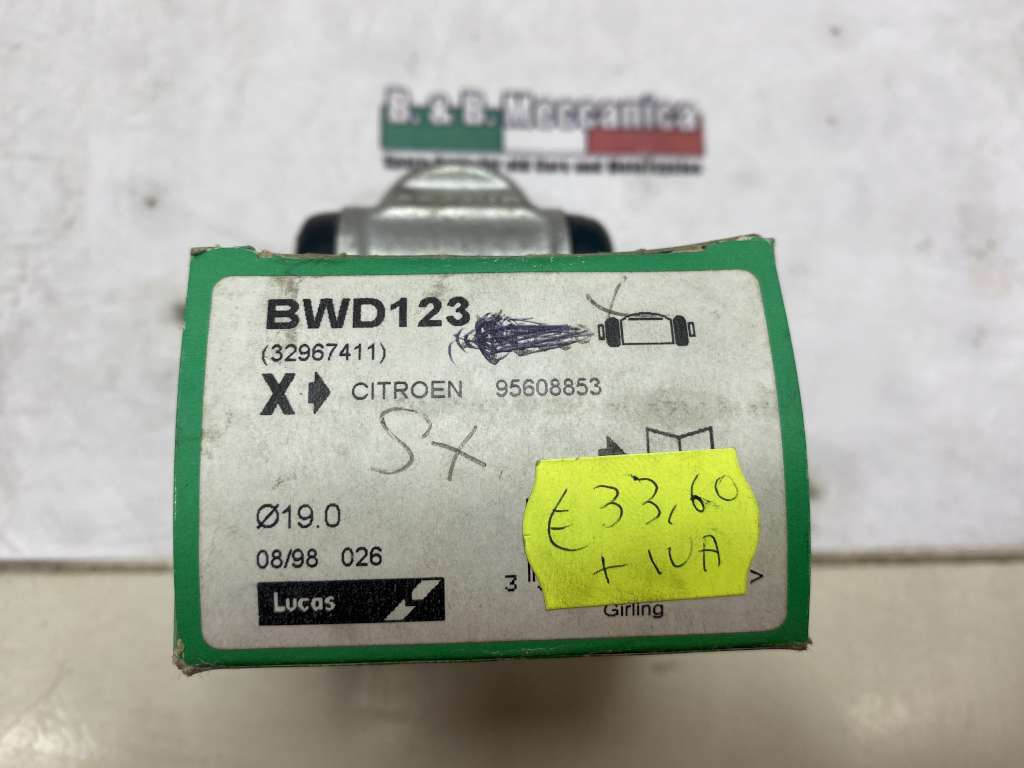 B. & B. Meccanica
BWD123
(32967411)
X CITROEN 95608853
SX
Ø19.0
08/98 026
Lucas
€ 33,60
+ IVA
3
>
Girling